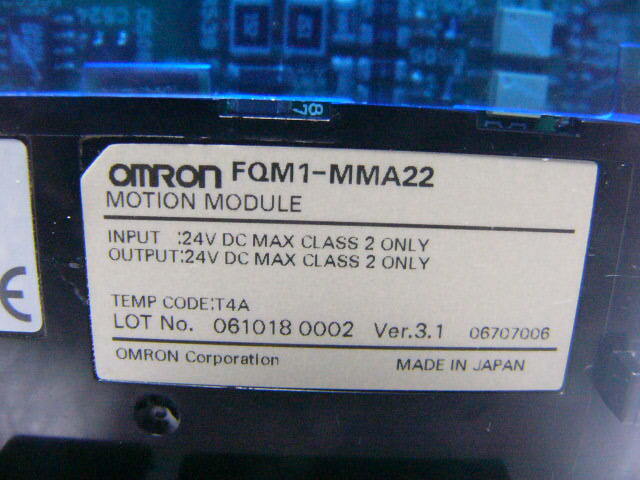 OMRON FQM1-MMA22
MOTION MODULE
INPUT :24V DC MAX CLASS 2 ONLY
OUTPUT:24V DC MAX CLASS 2 ONLY
TEMP CODE:T4A
LOT No. 061018 0002 Ver.3.1 06707006
OMRON Corporation MADE IN JAPAN
CE